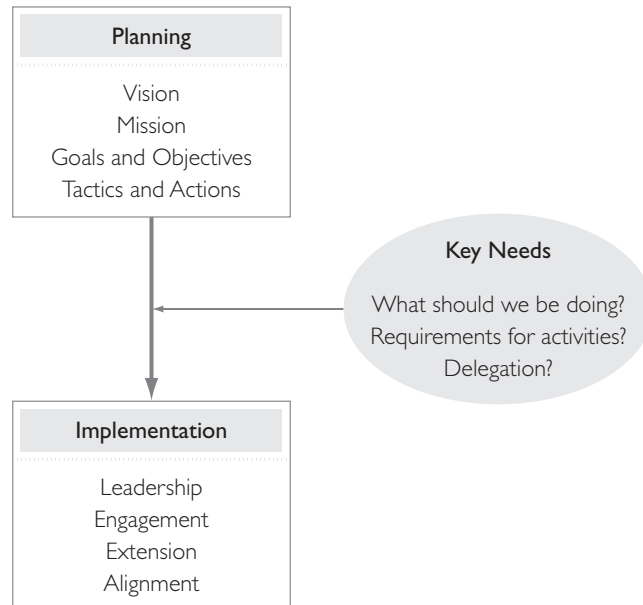 Planning
Vision
Mission
Goals and Objectives
Tactics and Actions
Key Needs
What should we be doing?
Requirements for activities?
Delegation?
Implementation
Leadership
Engagement
Extension
Alignment